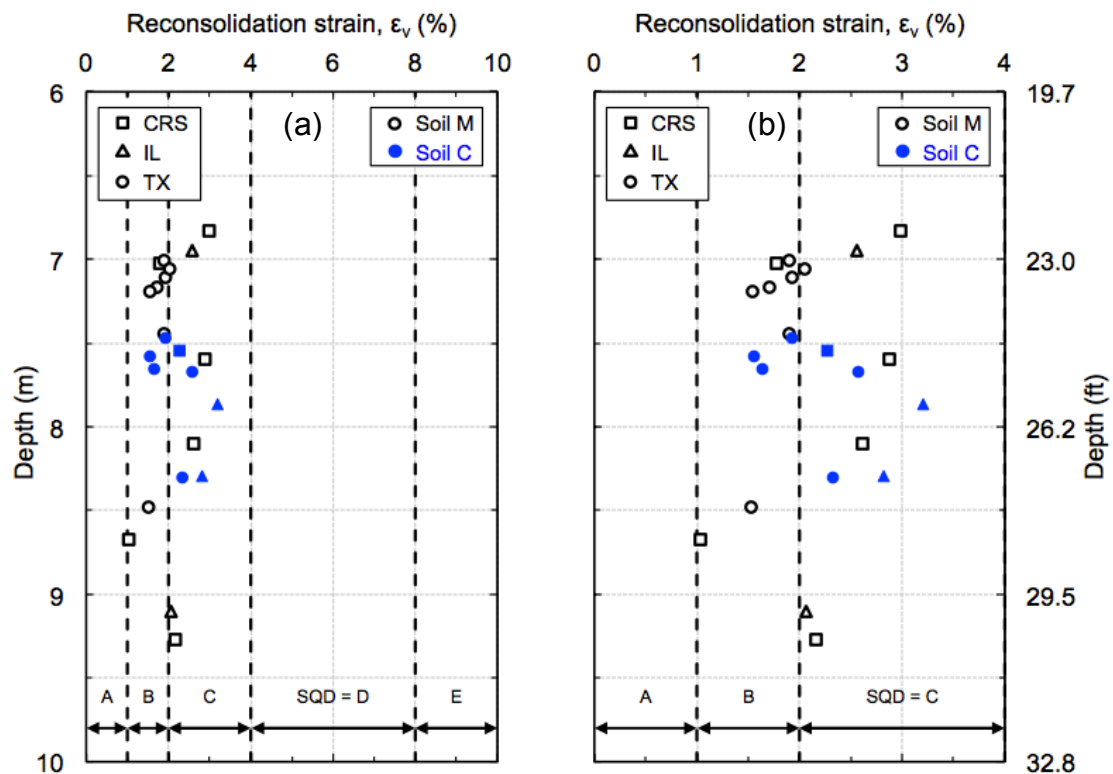 Reconsolidation strain, εv (%)
0 2 4 6 8 10
6
7
8
9
10
Depth (m)
CRS
IL
TX
(a)
Soil M
Soil C
A B C SQD = D E
Reconsolidation strain, εv (%)
0 1 2 3 4
CRS
IL
TX
(b)
Soil M
Soil C
A B SQD = C
19.7
23.0
26.2
29.5
32.8
Depth (ft)